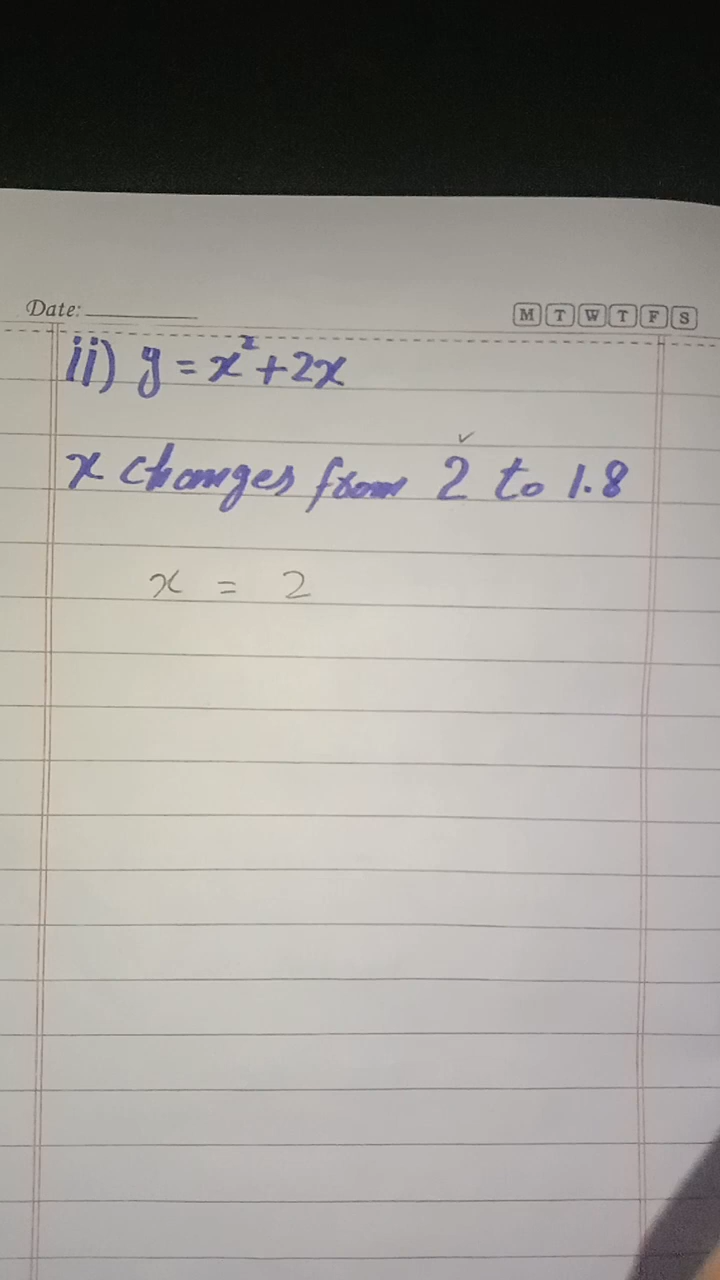 Date:
M T W T F S
ii) y = x² + 2x
x changes from 2 to 1.8
x = 2